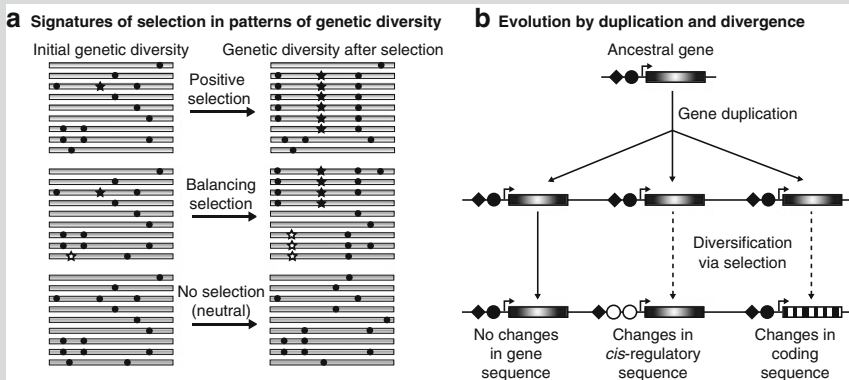 a Signatures of selection in patterns of genetic diversity
Initial genetic diversity
Genetic diversity after selection
Positive
selection
Balancing
selection
No selection
(neutral)
b Evolution by duplication and divergence
Ancestral gene
Gene duplication
Diversification
via selection
No changes
in gene
sequence
Changes in
cis-regulatory
sequence
Changes in
coding
sequence